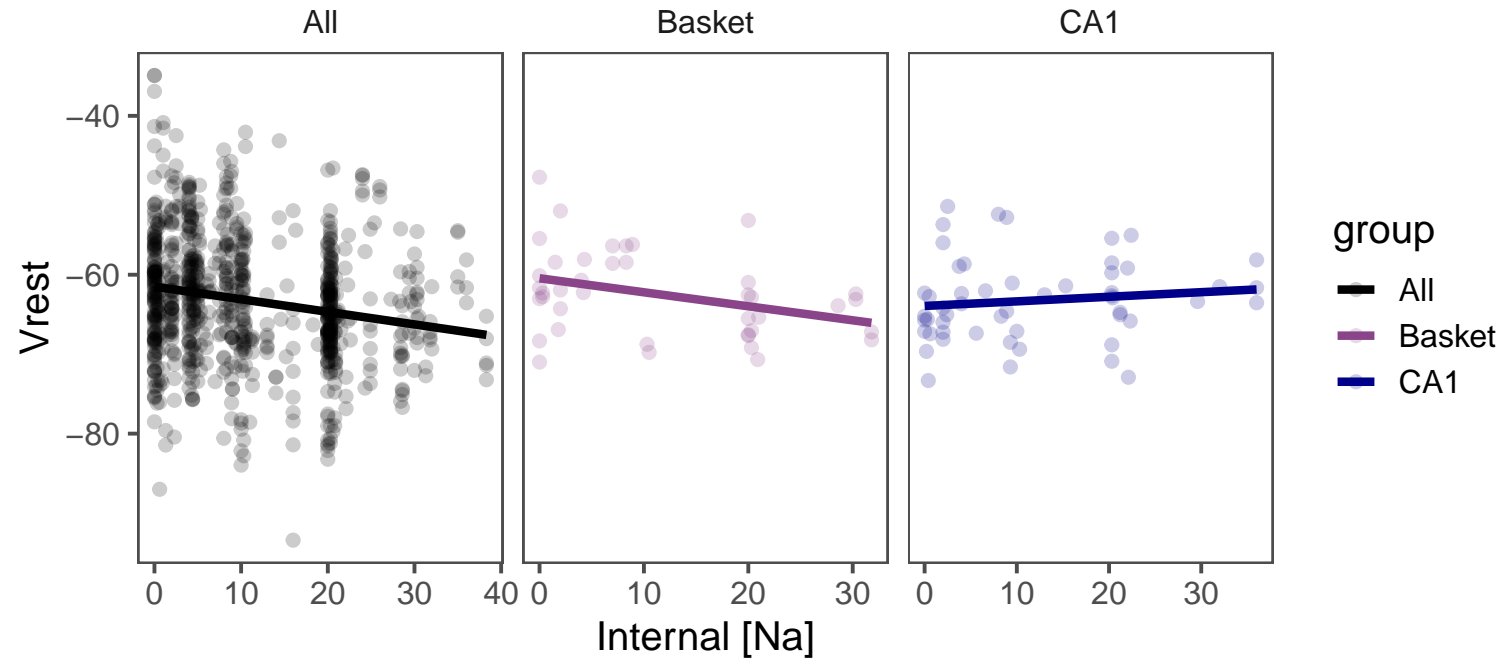 All Basket CA1
−40
−60
−80
Vrest
0 10 20 30 40 0 10 20 30 0 10 20 30
Internal [Na]
group
All
Basket
CA1